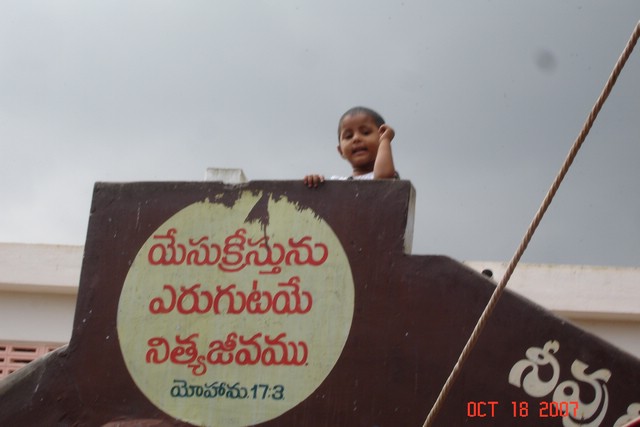 యేసుక్రీస్తును
ఎరుగుటయే
నిత్యజీవము.
యోహాను.17:3
నీవు
OCT 18 2007